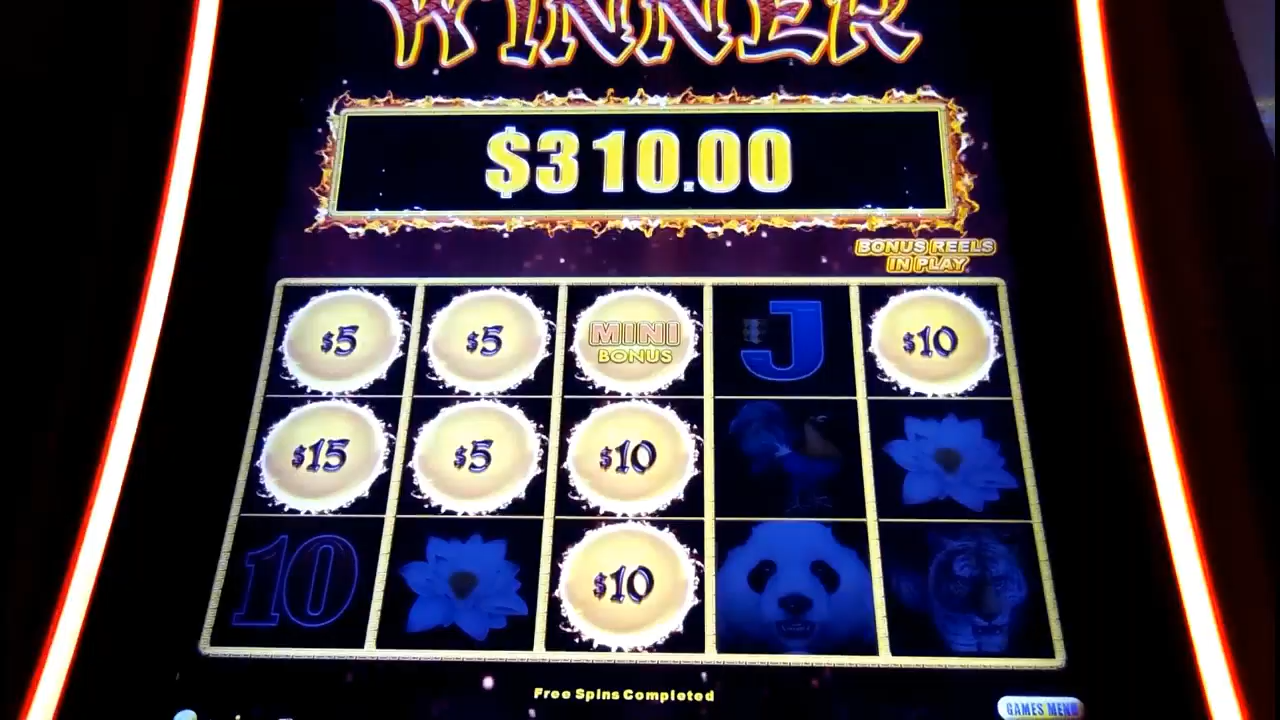 WINNER
$310.00
BONUS REELS
IN PLAY
$5
$5
MINI
BONUS
J
$10
$15
$5
$10
10
$10
Free Spins Completed
GAMES MENU